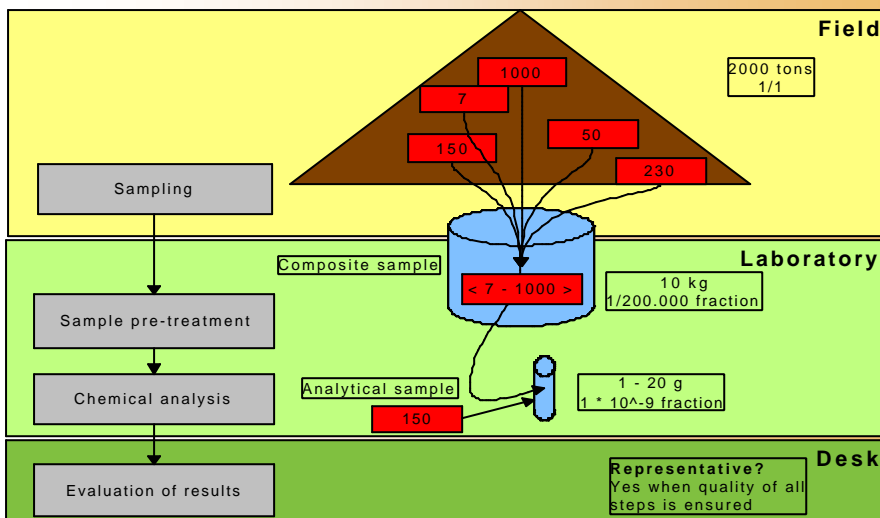 Field
1000
2000 tons
1/1
7
150
50
230
Sampling
Laboratory
Composite sample
< 7 - 1000 >
10 kg
1/200.000 fraction
Sample pre-treatment
Analytical sample
1 - 20 g
1 * 10^-9 fraction
Chemical analysis
150
Desk
Evaluation of results
Representative?
Yes when quality of all
steps is ensured